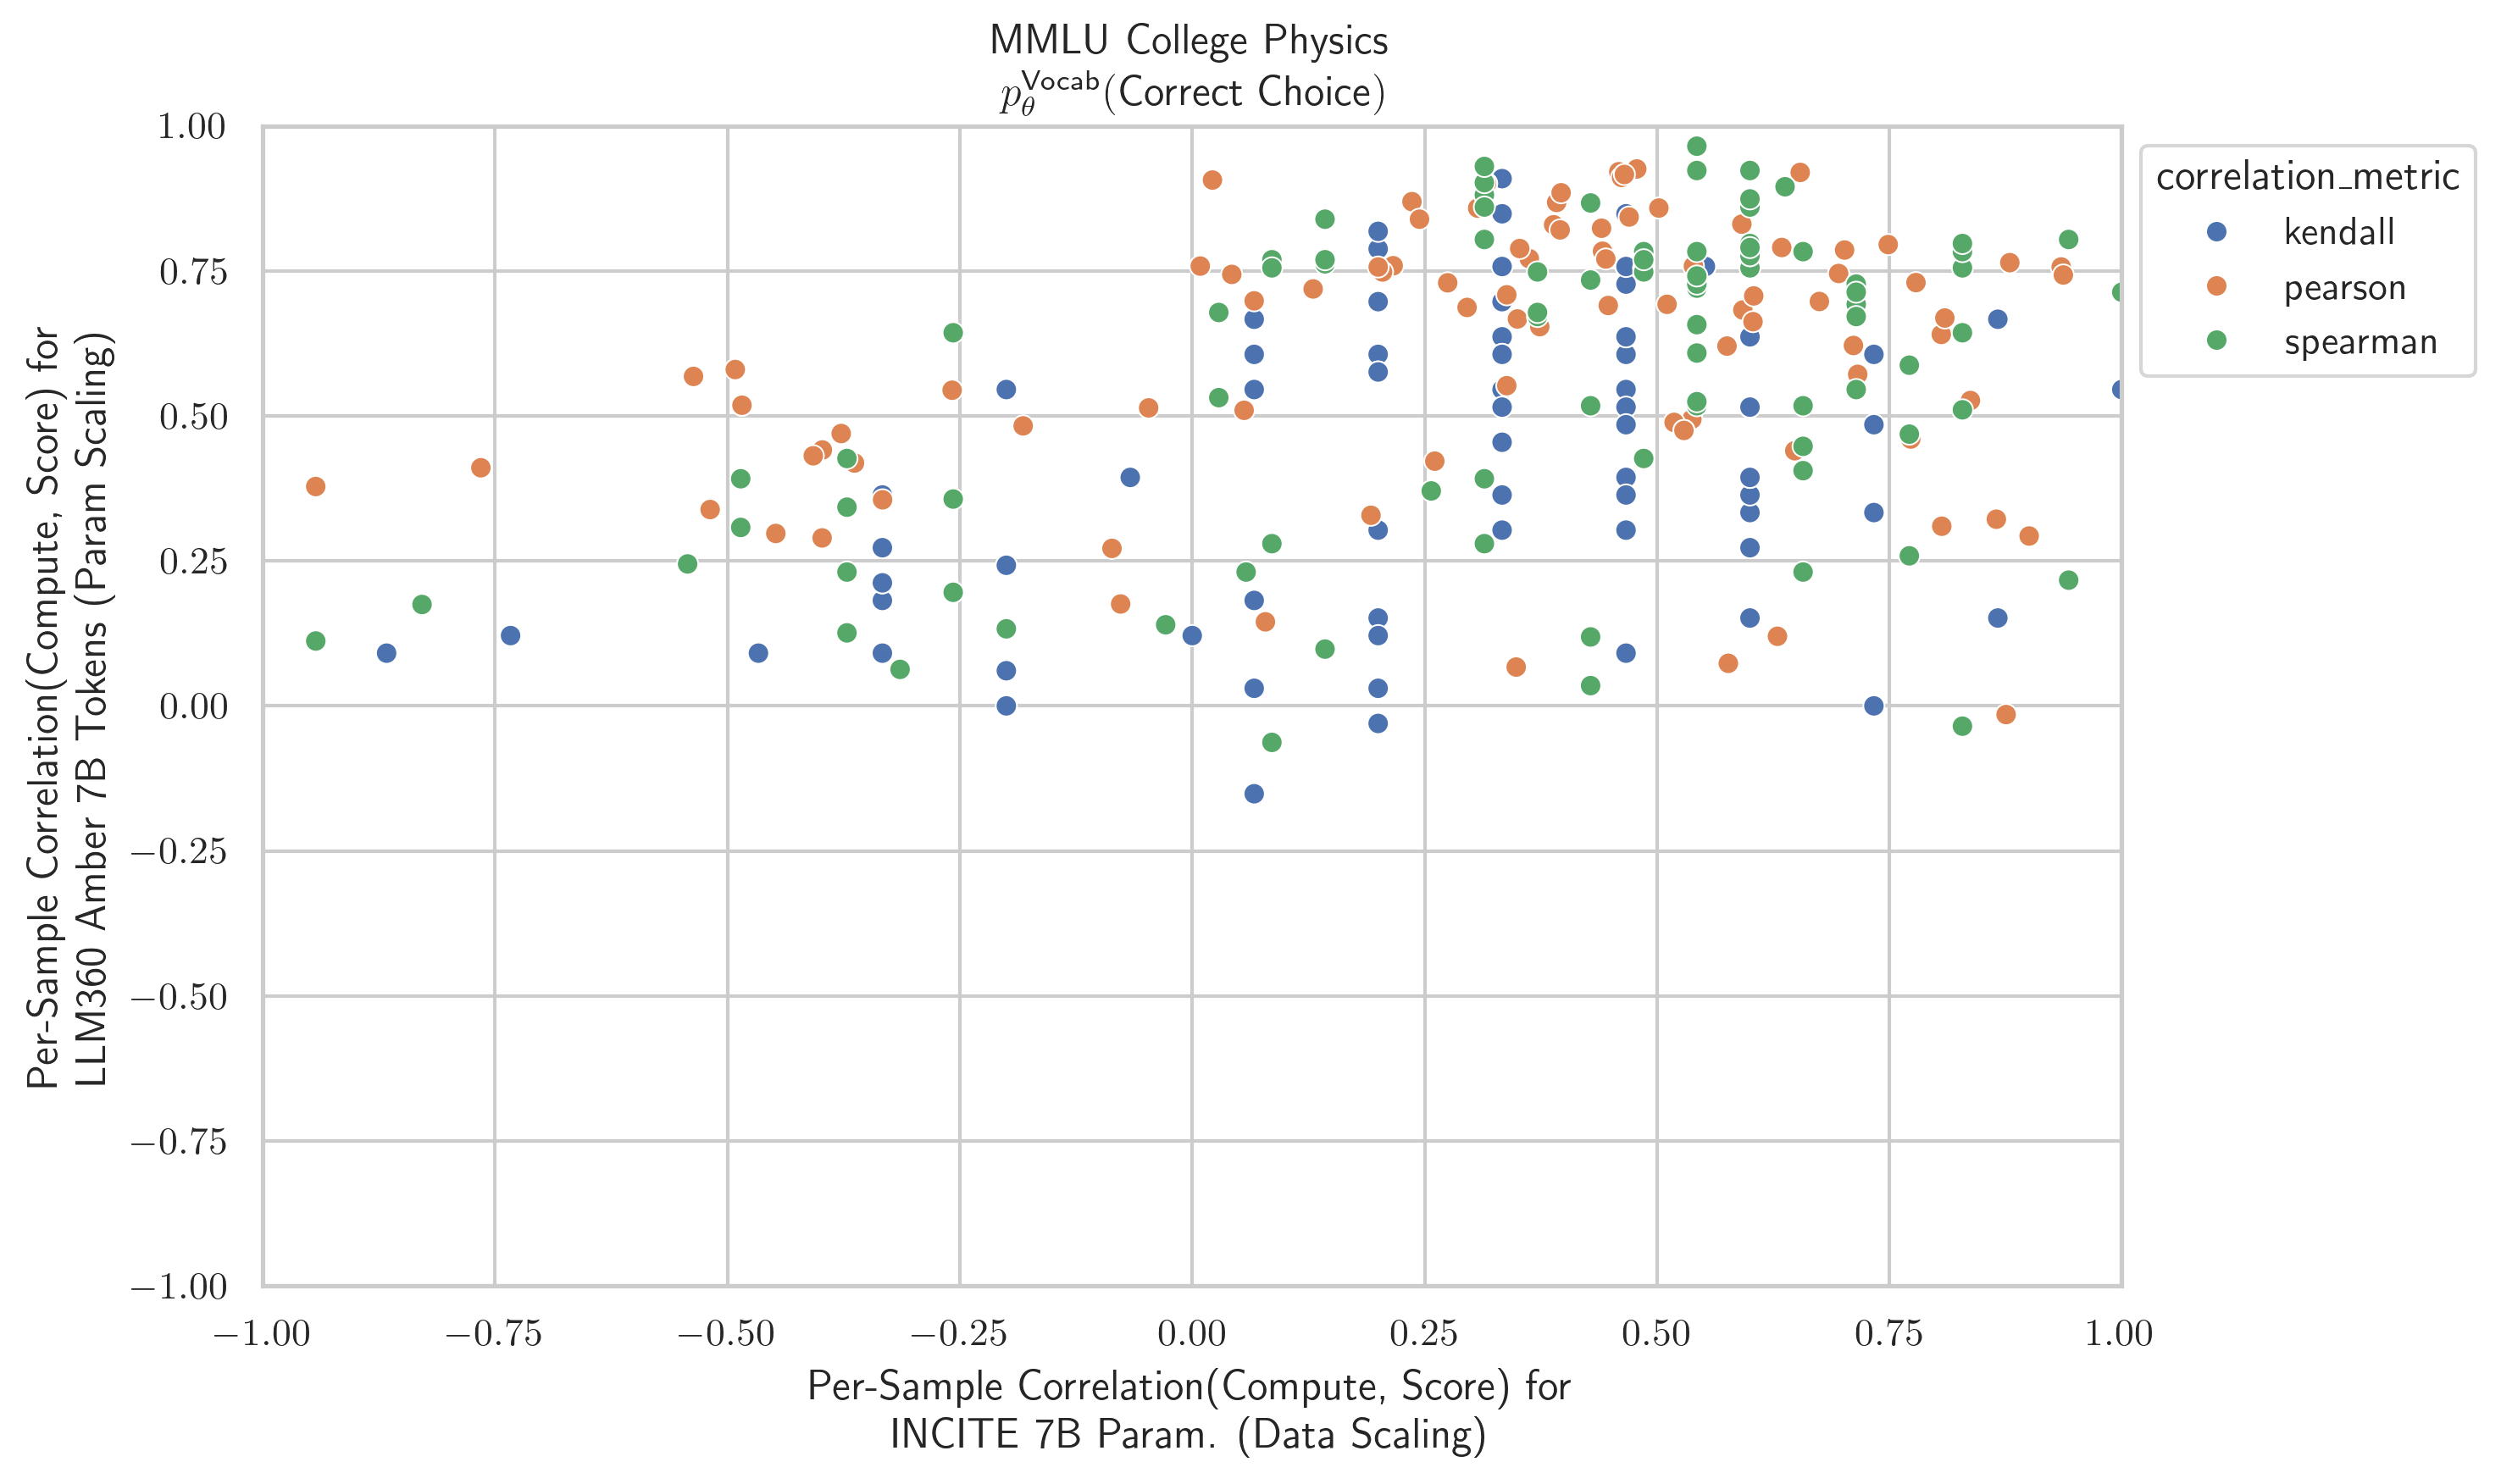 MMLU College Physics
p_θ^Vocab(Correct Choice)
1.00
0.75
0.50
0.25
0.00
−0.25
−0.50
−0.75
−1.00
Per-Sample Correlation(Compute, Score) for
LLM360 Amber 7B Tokens (Param Scaling)
correlation_metric
kendall
pearson
spearman
−1.00 −0.75 −0.50 −0.25 0.00 0.25 0.50 0.75 1.00
Per-Sample Correlation(Compute, Score) for
INCITE 7B Param. (Data Scaling)